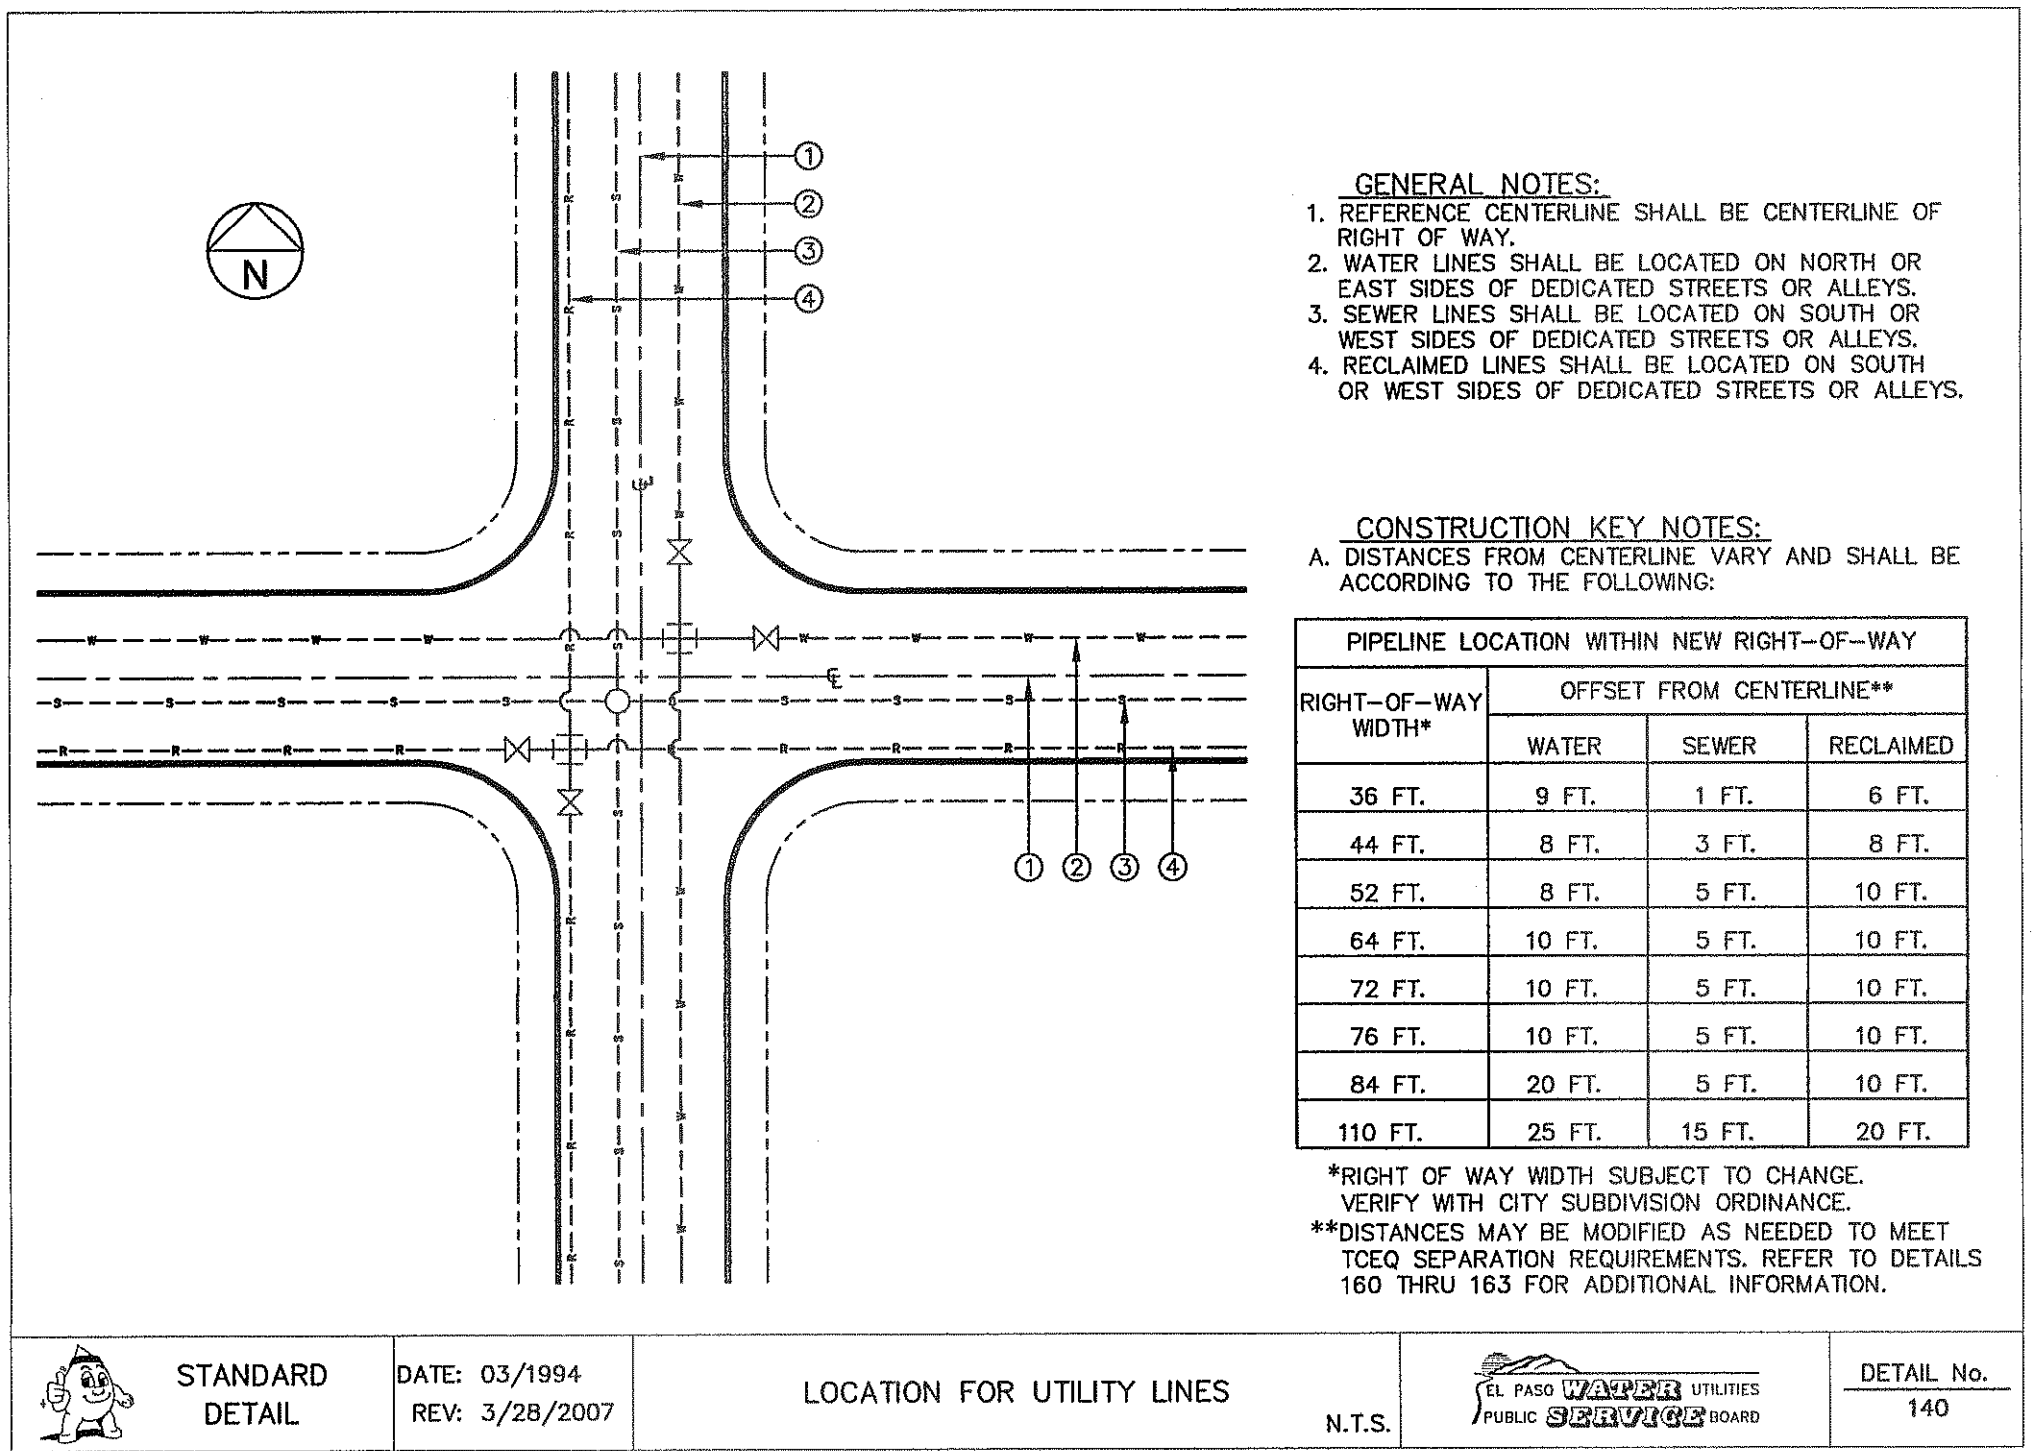 GENERAL NOTES:
1. REFERENCE CENTERLINE SHALL BE CENTERLINE OF
RIGHT OF WAY.
2. WATER LINES SHALL BE LOCATED ON NORTH OR
EAST SIDES OF DEDICATED STREETS OR ALLEYS.
3. SEWER LINES SHALL BE LOCATED ON SOUTH OR
WEST SIDES OF DEDICATED STREETS OR ALLEYS.
4. RECLAIMED LINES SHALL BE LOCATED ON SOUTH
OR WEST SIDES OF DEDICATED STREETS OR ALLEYS.
CONSTRUCTION KEY NOTES:
A. DISTANCES FROM CENTERLINE VARY AND SHALL BE
ACCORDING TO THE FOLLOWING:
PIPELINE LOCATION WITHIN NEW RIGHT-OF-WAY
RIGHT-OF-WAY
WIDTH*
OFFSET FROM CENTERLINE**
WATER SEWER RECLAIMED
36 FT. 9 FT. 1 FT. 6 FT.
44 FT. 8 FT. 3 FT. 8 FT.
52 FT. 8 FT. 5 FT. 10 FT.
64 FT. 10 FT. 5 FT. 10 FT.
72 FT. 10 FT. 5 FT. 10 FT.
76 FT. 10 FT. 5 FT. 10 FT.
84 FT. 20 FT. 5 FT. 10 FT.
110 FT. 25 FT. 15 FT. 20 FT.
*RIGHT OF WAY WIDTH SUBJECT TO CHANGE.
VERIFY WITH CITY SUBDIVISION ORDINANCE.
**DISTANCES MAY BE MODIFIED AS NEEDED TO MEET
TCEQ SEPARATION REQUIREMENTS. REFER TO DETAILS
160 THRU 163 FOR ADDITIONAL INFORMATION.
N
1
2
3
4
R S W
R S W
R S W
R S W
W W W W W W W W
S S S S S S S S S
R R R R R R R R R
1 2 3 4
R S W
R S W
R S W
R S W
STANDARD
DETAIL
DATE: 03/1994
REV: 3/28/2007
LOCATION FOR UTILITY LINES
N.T.S.
EL PASO WATER UTILITIES
PUBLIC SERVICE BOARD
DETAIL No.
140